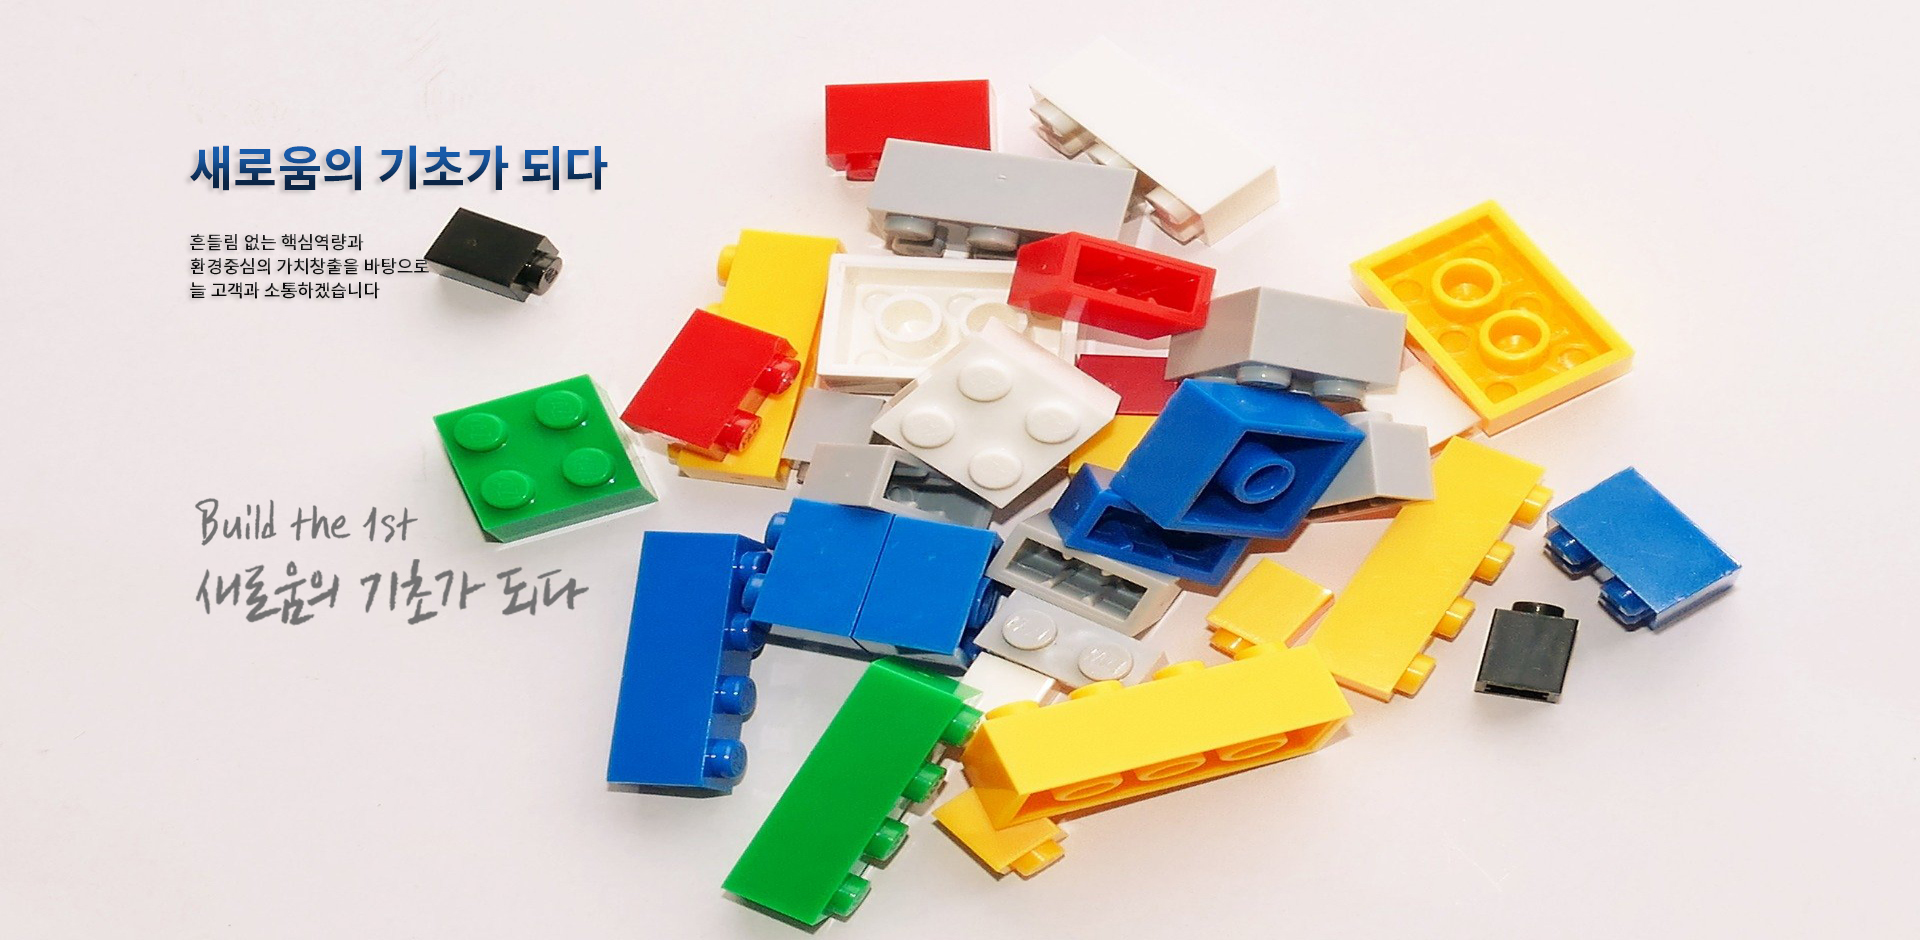 새로움의 기초가 되다
흔들림 없는 핵심역량과
환경중심의 가치창출을 바탕으로
늘 고객과 소통하겠습니다
Build the 1st
새로움의 기초가 되다